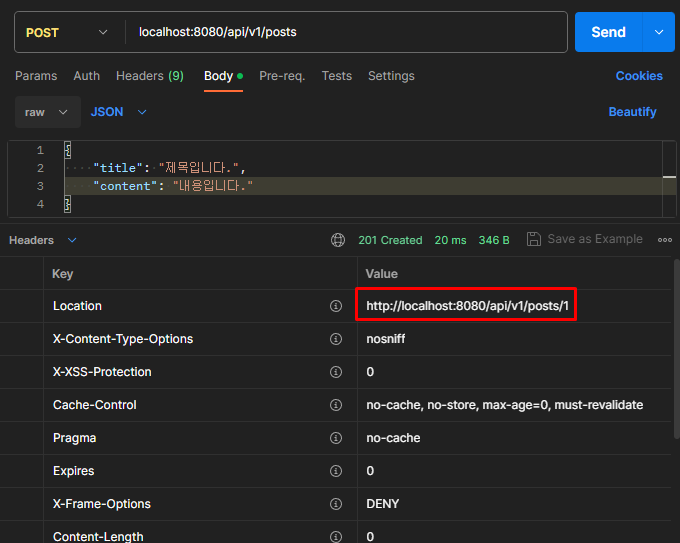 POST localhost:8080/api/v1/posts Send
Params Auth Headers (9) Body Pre-req. Tests Settings Cookies
raw JSON Beautify
1 {
2 "title": "제목입니다.",
3 "content": "내용입니다."
4 }
Headers 201 Created 20 ms 346 B Save as Example
Key Value
Location http://localhost:8080/api/v1/posts/1
X-Content-Type-Options nosniff
X-XSS-Protection 0
Cache-Control no-cache, no-store, max-age=0, must-revalidate
Pragma no-cache
Expires 0
X-Frame-Options DENY
Content-Length 0